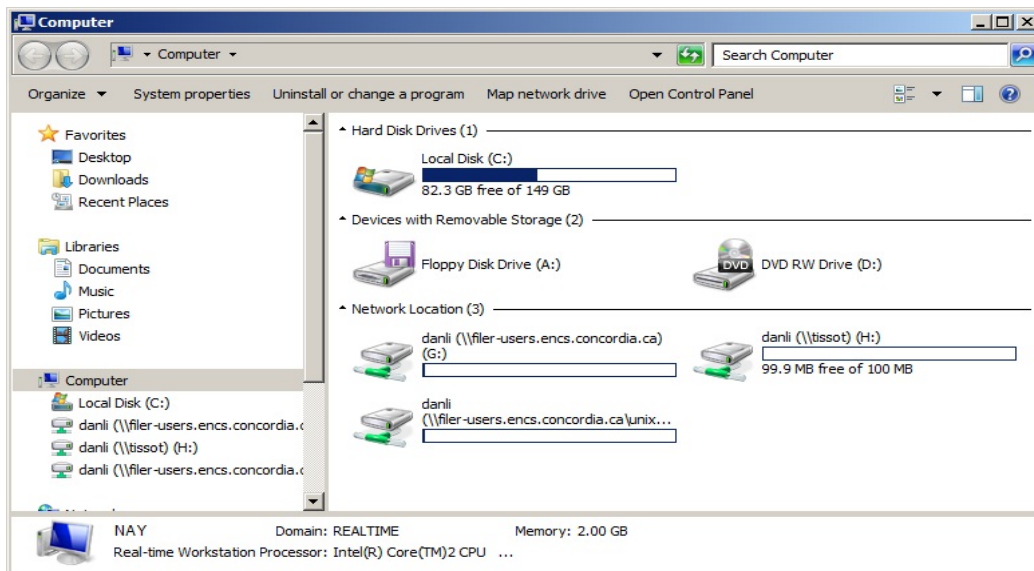 Computer
Computer
Search Computer
Organize System properties Uninstall or change a program Map network drive Open Control Panel
Favorites
Desktop
Downloads
Recent Places
Libraries
Documents
Music
Pictures
Videos
Computer
Local Disk (C:)
danli (\\filer-users.encs.concordia.c
danli (\\tissot) (H:)
danli (\\filer-users.encs.concordia.c
Hard Disk Drives (1)
Local Disk (C:)
82.3 GB free of 149 GB
Devices with Removable Storage (2)
Floppy Disk Drive (A:)
DVD
DVD RW Drive (D:)
Network Location (3)
danli (\\filer-users.encs.concordia.ca)
(G:)
danli (\\tissot) (H:)
99.9 MB free of 100 MB
danli
(\\filer-users.encs.concordia.ca\unix...
NAY Domain: REALTIME Memory: 2.00 GB
Real-time Workstation Processor: Intel(R) Core(TM)2 CPU ...